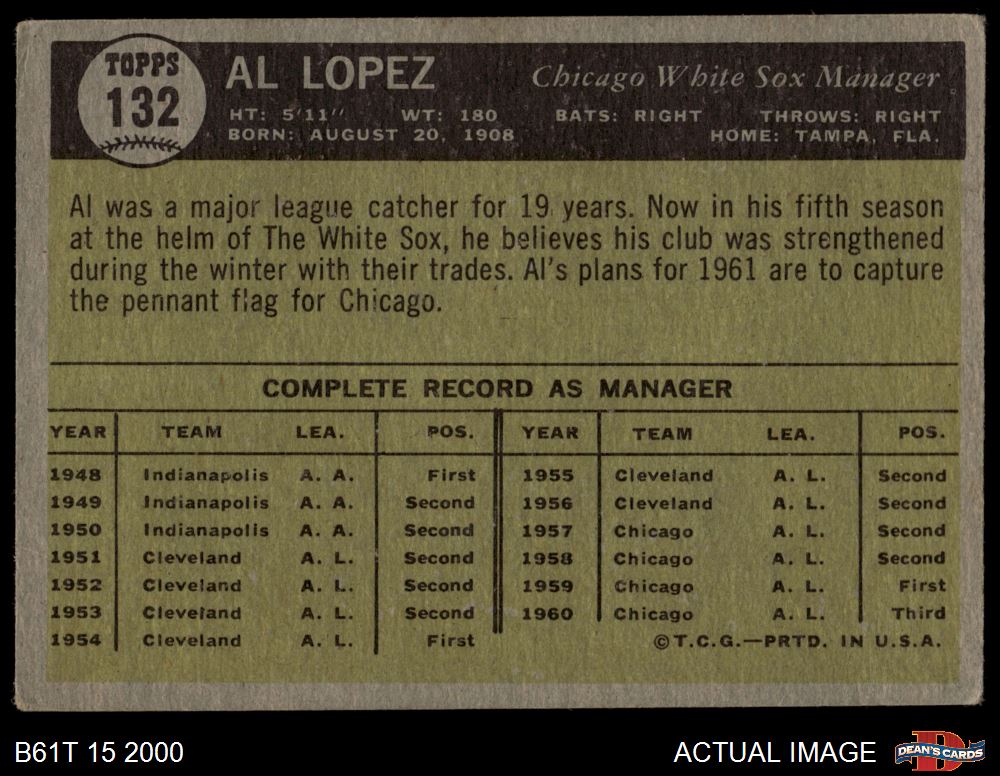 TOPPS
132
AL LOPEZ
Chicago White Sox Manager
HT: 5'11" WT: 180 BATS: RIGHT THROWS: RIGHT
BORN: AUGUST 20, 1908 HOME: TAMPA, FLA.
Al was a major league catcher for 19 years. Now in his fifth season
at the helm of The White Sox, he believes his club was strengthened
during the winter with their trades. Al's plans for 1961 are to capture
the pennant flag for Chicago.
COMPLETE RECORD AS MANAGER
YEAR TEAM LEA. POS. YEAR TEAM LEA. POS.
1948 Indianapolis A. A. First 1955 Cleveland A. L. Second
1949 Indianapolis A. A. Second 1956 Cleveland A. L. Second
1950 Indianapolis A. A. Second 1957 Chicago A. L. Second
1951 Cleveland A. L. Second 1958 Chicago A. L. Second
1952 Cleveland A. L. Second 1959 Chicago A. L. First
1953 Cleveland A. L. Second 1960 Chicago A. L. Third
1954 Cleveland A. L. First ©T.C.G.—PRTD. IN U.S.A.
B61T 15 2000 ACTUAL IMAGE DEAN'S CARDS